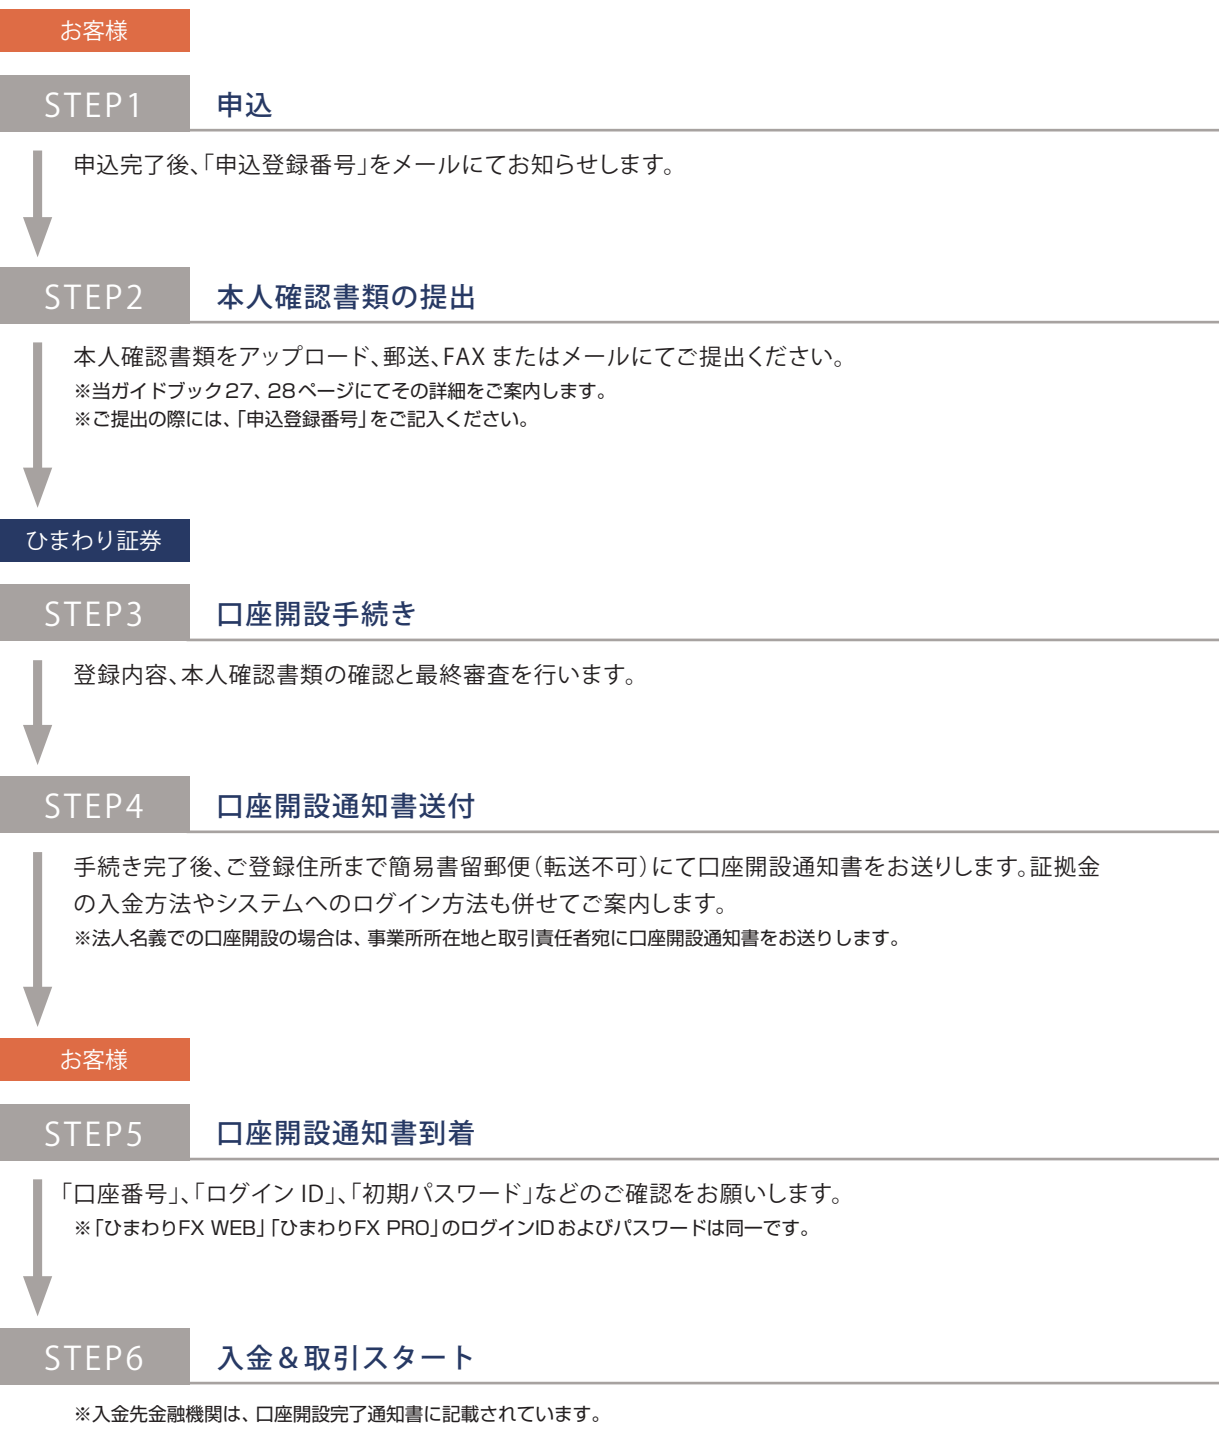 お客様
STEP1 申込
申込完了後、「申込登録番号」をメールにてお知らせします。
STEP2 本人確認書類の提出
本人確認書類をアップロード、郵送、FAX またはメールにてご提出ください。
※当ガイドブック27、28ページにてその詳細をご案内します。
※ご提出の際には、「申込登録番号」をご記入ください。
ひまわり証券
STEP3 口座開設手続き
登録内容、本人確認書類の確認と最終審査を行います。
STEP4 口座開設通知書送付
手続き完了後、ご登録住所まで簡易書留郵便（転送不可）にて口座開設通知書をお送りします。証拠金
の入金方法やシステムへのログイン方法も併せてご案内します。
※法人名義での口座開設の場合は、事業所所在地と取引責任者宛に口座開設通知書をお送りします。
お客様
STEP5 口座開設通知書到着
「口座番号」、「ログイン ID」、「初期パスワード」などのご確認をお願いします。
※「ひまわりFX WEB」「ひまわりFX PRO」のログインIDおよびパスワードは同一です。
STEP6 入金＆取引スタート
※入金先金融機関は、口座開設完了通知書に記載されています。